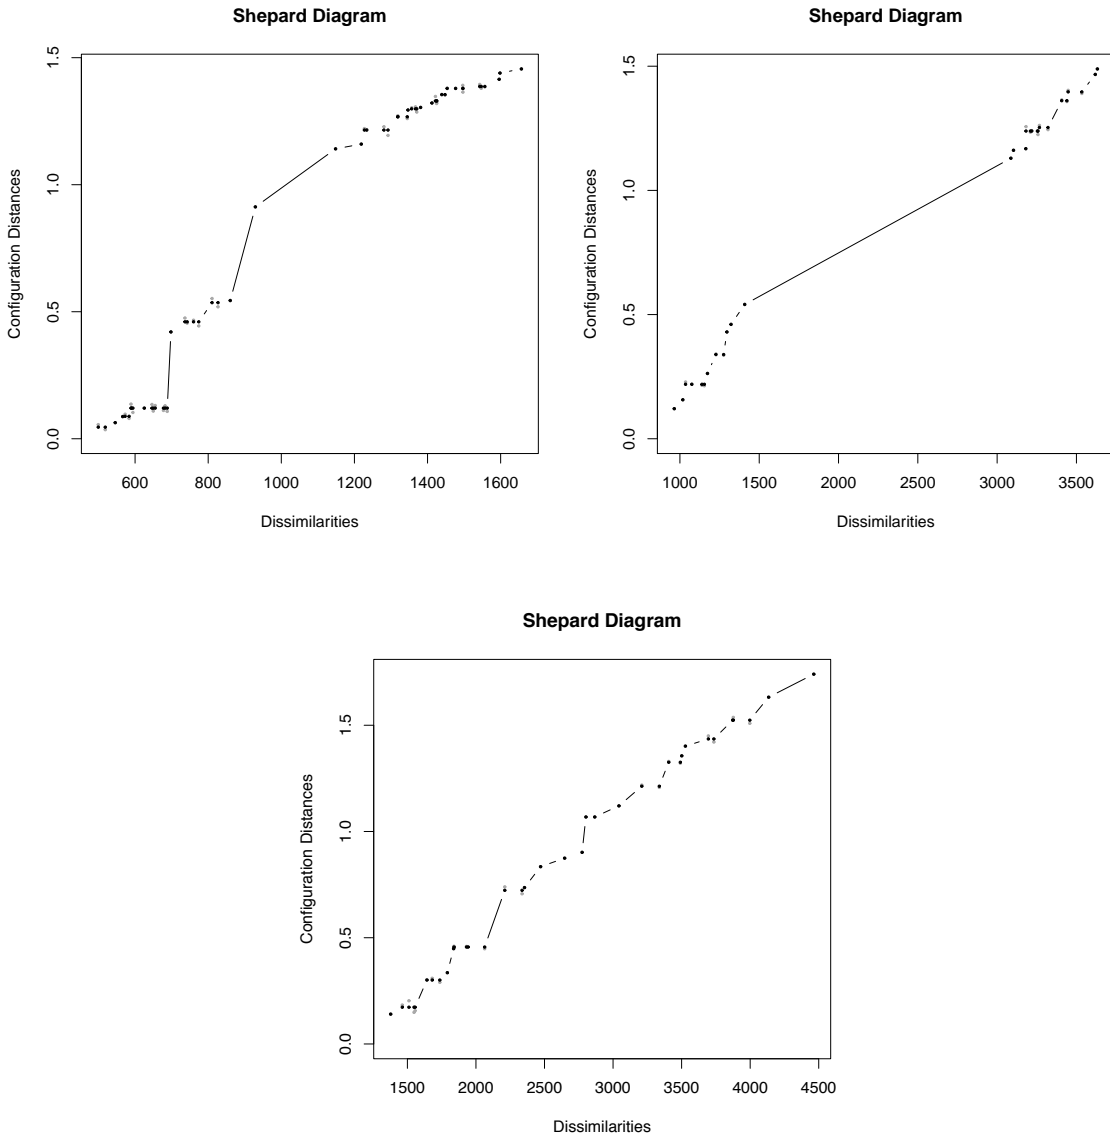 Shepard Diagram
Configuration Distances
0.0 0.5 1.0 1.5
600 800 1000 1200 1400 1600
Dissimilarities
Shepard Diagram
Configuration Distances
0.0 0.5 1.0 1.5
1000 1500 2000 2500 3000 3500
Dissimilarities
Shepard Diagram
Configuration Distances
0.0 0.5 1.0 1.5
1500 2000 2500 3000 3500 4000 4500
Dissimilarities